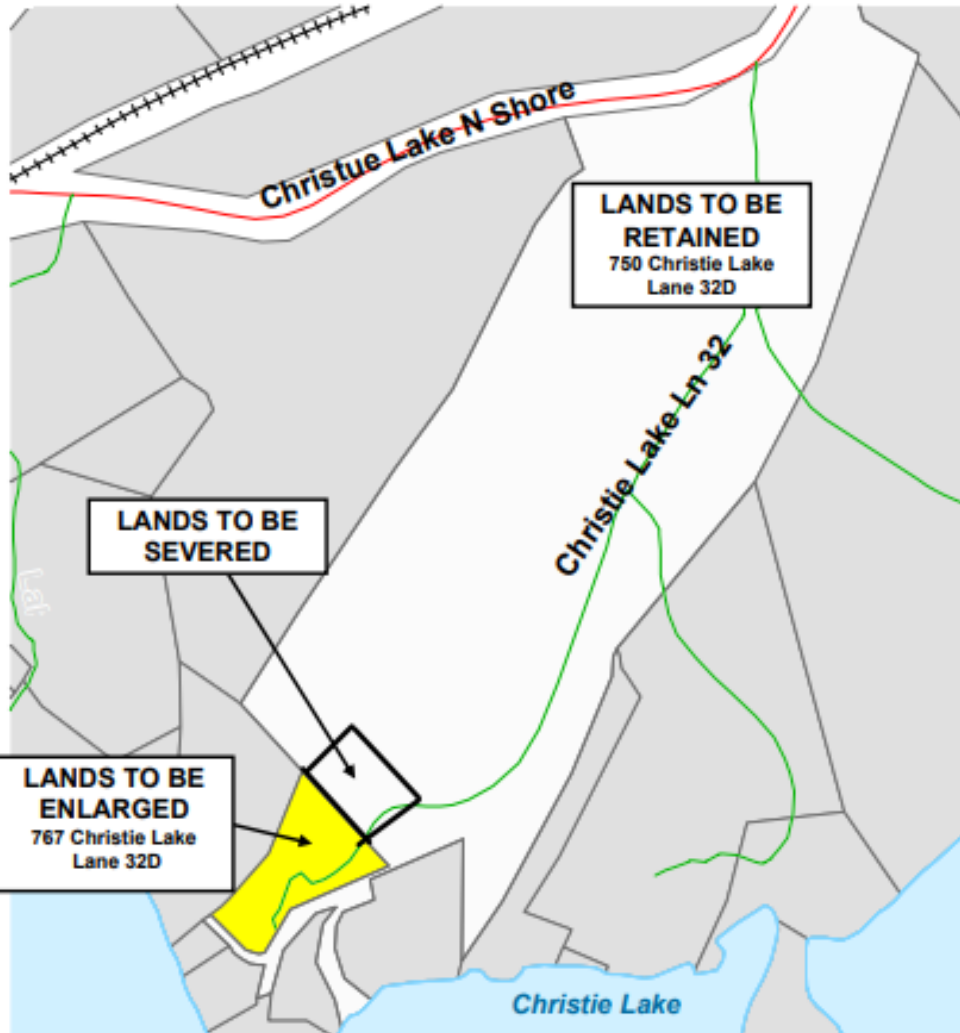 Christue Lake N Shore
LANDS TO BE
RETAINED
750 Christie Lake
Lane 32D
Christie Lake Ln 32
LANDS TO BE
SEVERED
Lat
LANDS TO BE
ENLARGED
767 Christie Lake
Lane 32D
Christie Lake